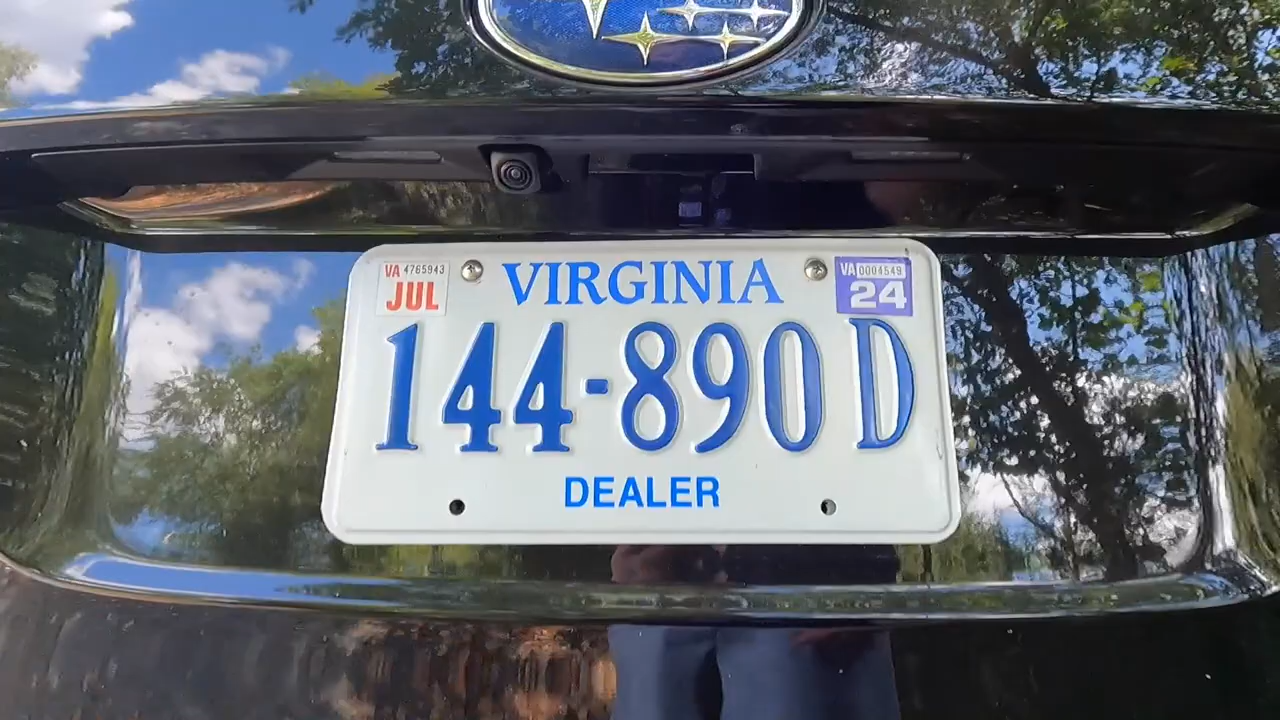 VA 4765943
JUL
VIRGINIA
VA 0004549
24
144-890 D
DEALER